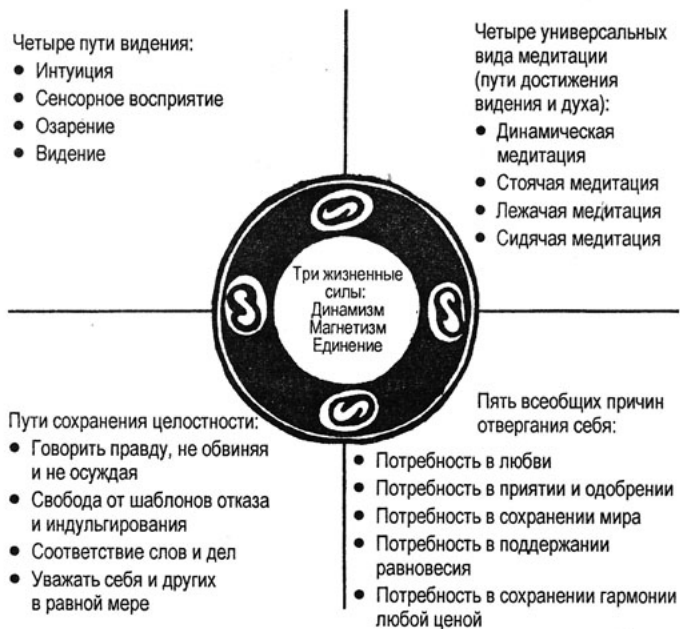 Четыре пути видения:
• Интуиция
• Сенсорное восприятие
• Озарение
• Видение
Четыре универсальных
вида медитации
(пути достижения
видения и духа):
• Динамическая
медитация
• Стоячая медитация
• Лежачая медитация
• Сидячая медитация
Три жизненные
силы:
Динамизм
Магнетизм
Единение
Пути сохранения целостности:
• Говорить правду, не обвиняя
и не осуждая
• Свобода от шаблонов отказа
и индульгирования
• Соответствие слов и дел
• Уважать себя и других
в равной мере
Пять всеобщих причин
отвергания себя:
• Потребность в любви
• Потребность в приятии и одобрении
• Потребность в сохранении мира
• Потребность в поддержании
равновесия
• Потребность в сохранении гармонии
любой ценой